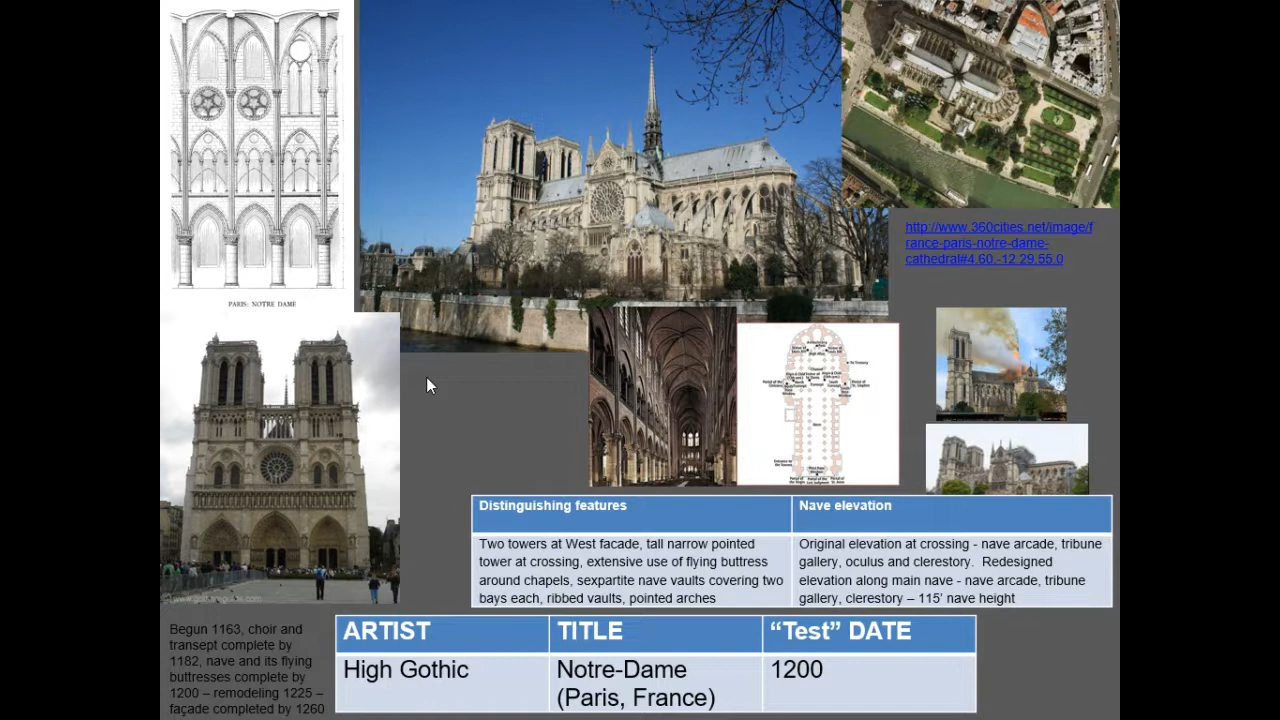 PARIS: NOTRE DAME
http://www.360cities.net/image/f
rance-paris-notre-dame-
cathedral#4.60,-12.29,55.0
Distinguishing features
Two towers at West facade, tall narrow pointed
tower at crossing, extensive use of flying buttress
around chapels, sexpartite nave vaults covering two
bays each, ribbed vaults, pointed arches
Nave elevation
Original elevation at crossing - nave arcade, tribune
gallery, oculus and clerestory. Redesigned
elevation along main nave - nave arcade, tribune
gallery, clerestory – 115’ nave height
Begun 1163, choir and
transept complete by
1182, nave and its flying
buttresses complete by
1200 – remodeling 1225 –
façade completed by 1260
ARTIST
TITLE
“Test” DATE
High Gothic
Notre-Dame
(Paris, France)
1200